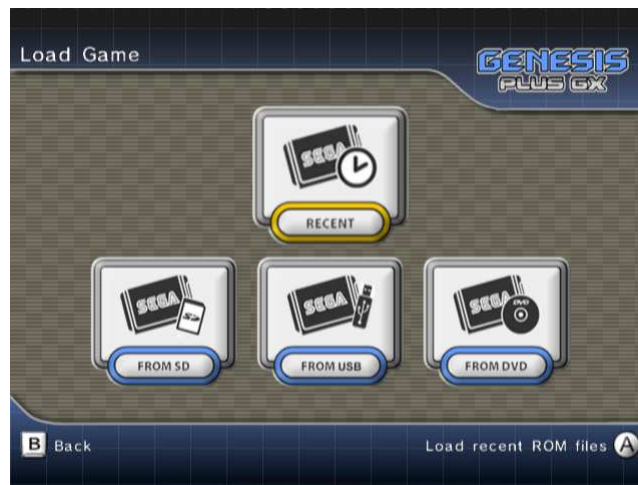 Load Game
GENESIS
PLUS GX
SEGA
RECENT
SEGA
SD
SEGA
SEGA
DVD
FROM SD
FROM USB
FROM DVD
B Back
Load recent ROM files A